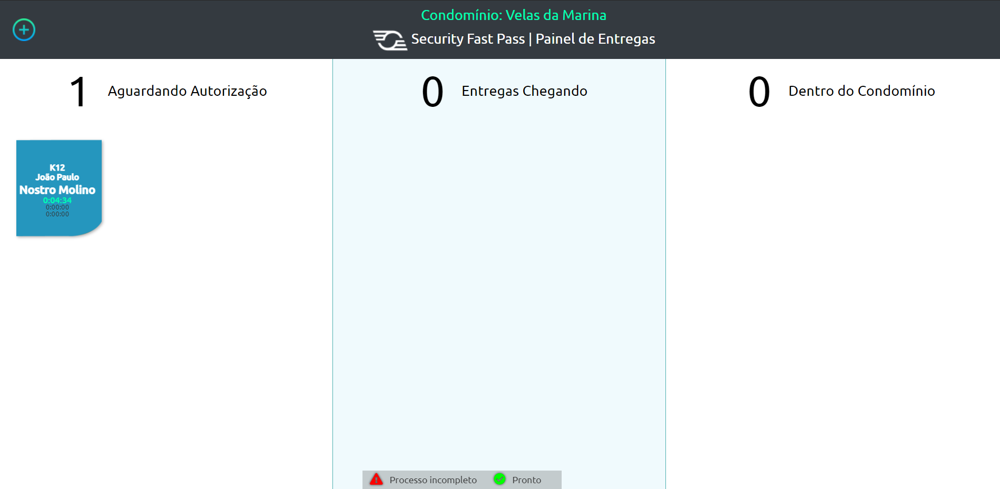 Condomínio: Velas da Marina
Security Fast Pass | Painel de Entregas
1 Aguardando Autorização
0 Entregas Chegando
0 Dentro do Condomínio
K12
João Paulo
Nostro Molino
0:04:34
0:00:00
0:00:00
Processo incompleto
Pronto